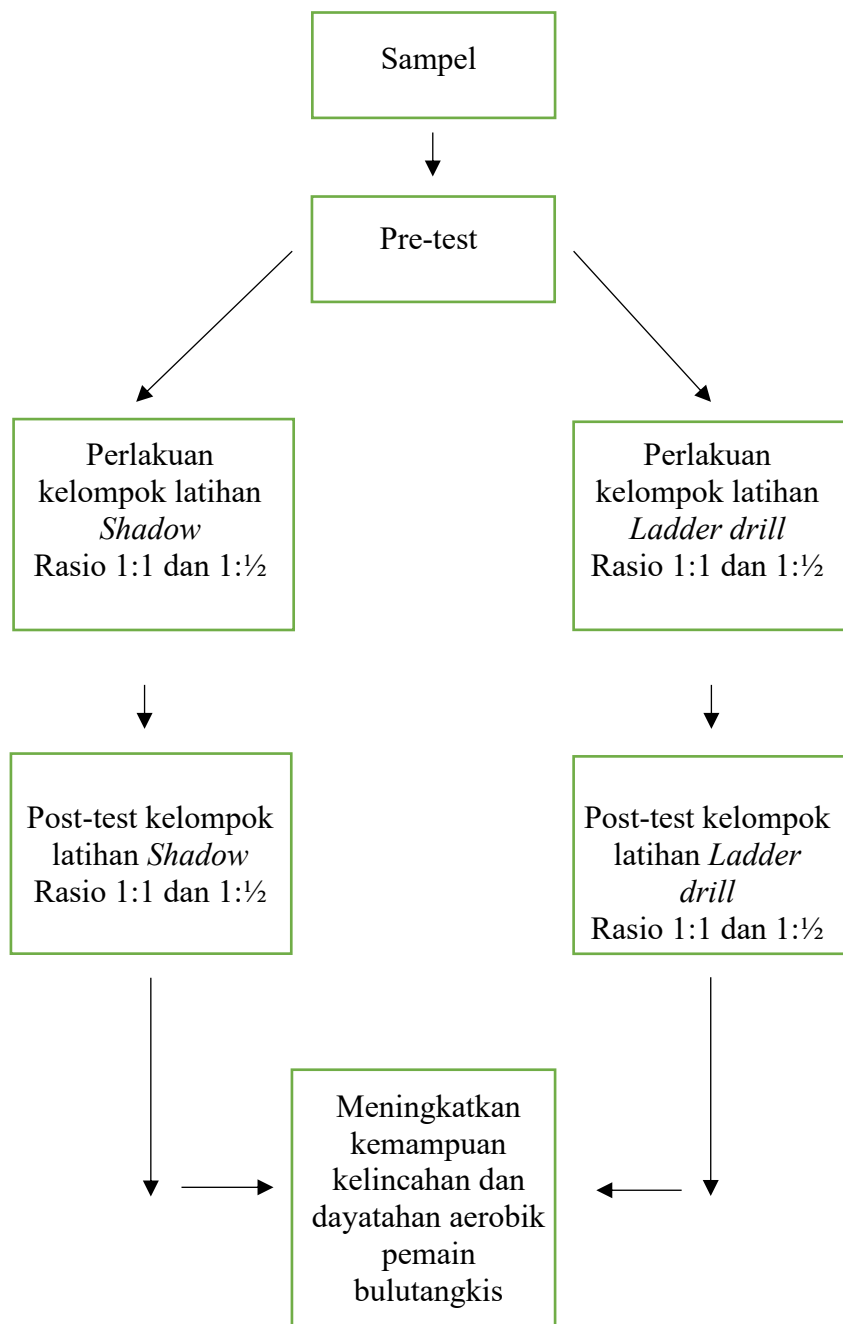 Sampel
Pre-test
Perlakuan
kelompok latihan
Shadow
Rasio 1:1 dan 1:½
Perlakuan
kelompok latihan
Ladder drill
Rasio 1:1 dan 1:½
Post-test kelompok
latihan Shadow
Rasio 1:1 dan 1:½
Post-test kelompok
latihan Ladder
drill
Rasio 1:1 dan 1:½
Meningkatkan
kemampuan
kelincahan dan
dayatahan aerobik
pemain
bulutangkis